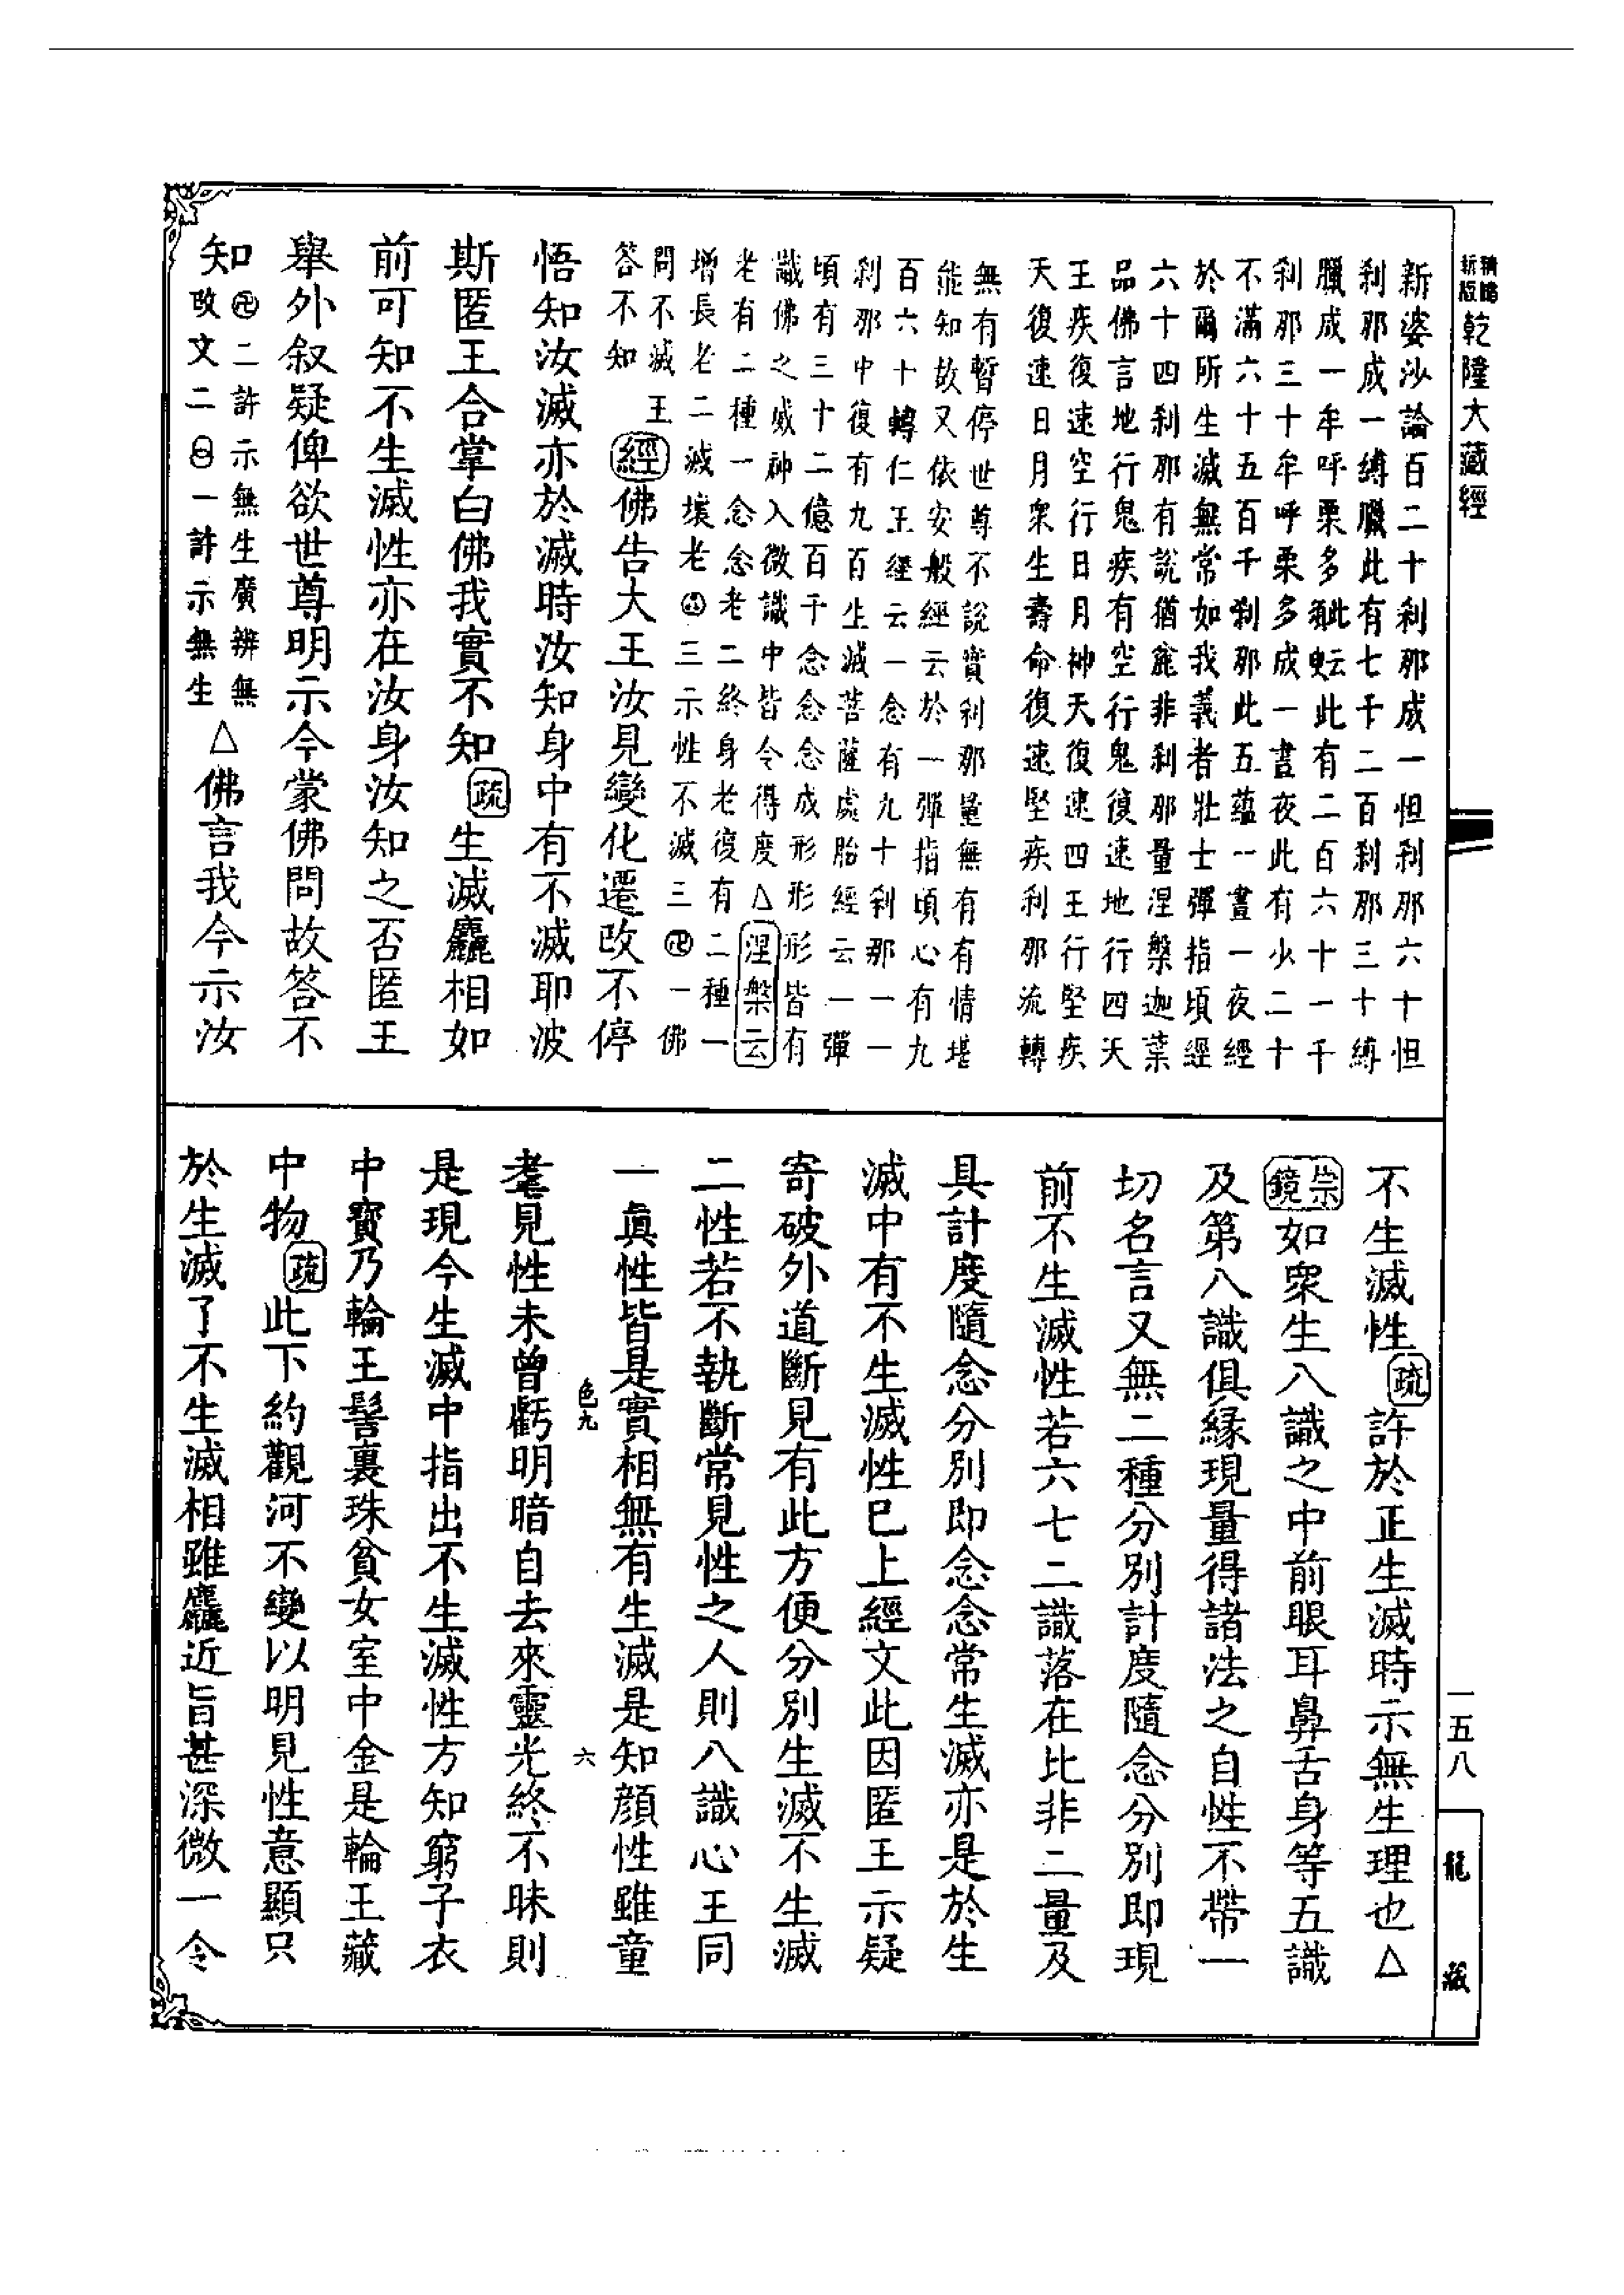 新婆沙論百二十刹那成一怛刹那六十怛
刹那成一縛臘此有七千二百刹那三十縛
臘成一牟呼栗多此有二百六十一千
刹那三十牟呼栗多成一晝夜此有少二十
不滿六十五百千刹那此五蘊一晝一夜經
於爾所生滅無常如我義者壯士彈指頃經
六十四刹那有說猶麄非刹那量涅槃迦葉
品佛言地行鬼疾有空行鬼復速地行四天
王疾復速空行日月神天復速四王行堅疾
天復速日月衆生壽命復速堅疾刹那流轉
無有暫停世尊不說實刹那量無有有情堪
能知故又依安般經云於一彈指頃心有九
百六十轉仁王經云一念有九十刹那一一
刹那中復有九百生滅菩薩處胎經云一彈
頃有三十二億百千念念念成形形形皆有
識佛之威神入微識中皆令得度△涅槃云
老有二種一念念老二終身老復有二種一
增長老二滅壞老三示性不滅三卍一佛
問不滅王
答不知
經佛告大王汝見變化遷改不停
悟知汝滅亦於滅時汝知身中有不滅耶波
斯匿王合掌白佛我實不知疏生滅麤相如
前可知不生滅性亦在汝身汝知之否匿王
舉外叙疑俾欲世尊明示今蒙佛問故答不
知卍二許示無生廣辨無
改文二㊀一許示無生
△佛言我今示汝
不生滅性疏許於正生滅時示無生理也△
宗鏡如衆生八識之中前眼耳鼻舌身等五識
及第八識俱緣現量得諸法之自性不帶一
切名言又無二種分別計度隨念分別即現
前不生滅性若六七二識落在比非二量及
具計度隨念分別即念念常生滅亦是於生
滅中有不生滅性已上經文此因匿王示疑
寄破外道斷見有此方便分別生滅不生滅
二性若不執斷常見性之人則八識心王同
一眞性皆是實相無有生滅是知顏性雖童
色九 六
耄見性未曾虧明暗自去來靈光終不昧則
是現今生滅中指出不生滅性方知窮子衣
中寶乃輪王髻裏珠貧女室中金是輪王藏
中物疏此下約觀河不變以明見性意顯只
於生滅了不生滅相雖麤近旨甚深微一令
新版精縮乾隆大藏經
一五八
龍藏